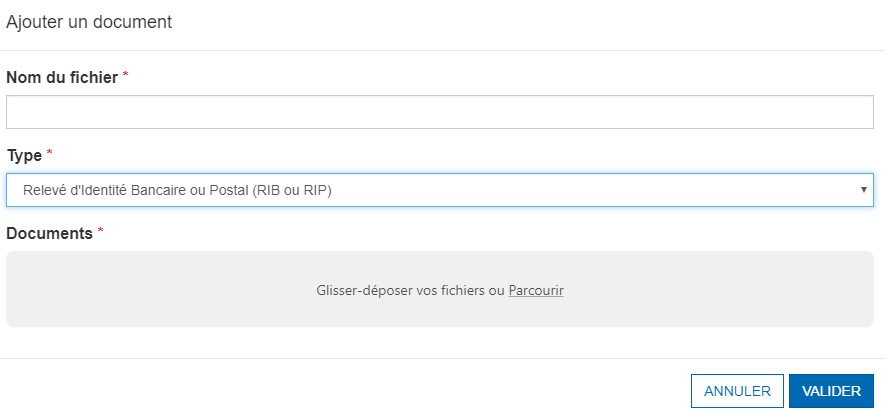 Ajouter un document
Nom du fichier *
Type *
Relevé d'Identité Bancaire ou Postal (RIB ou RIP)
Documents *
Glisser-déposer vos fichiers ou Parcourir
ANNULER VALIDER